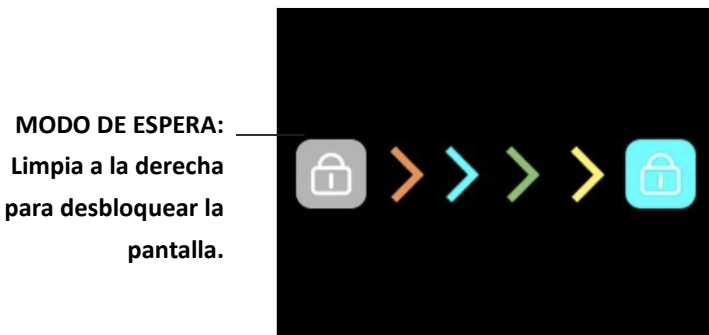 MODO DE ESPERA:
Limpia a la derecha
para desbloquear la
pantalla.